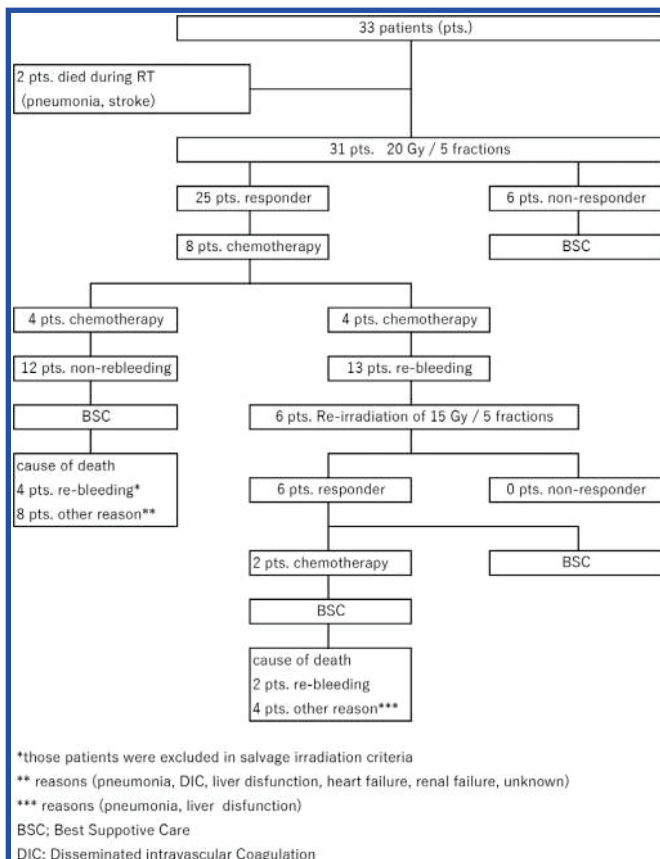 33 patients (pts.)
2 pts. died during RT
(pneumonia, stroke)
31 pts.   20 Gy / 5 fractions
25 pts. responder
6 pts. non-responder
8 pts. chemotherapy
BSC
4 pts. chemotherapy
4 pts. chemotherapy
12 pts. non-rebleeding
13 pts. re-bleeding
BSC
6 pts. Re-irradiation of 15 Gy / 5 fractions
cause of death
4 pts. re-bleeding*
8 pts. other reason**
6 pts. responder
0 pts. non-responder
2 pts. chemotherapy
BSC
BSC
cause of death
2 pts. re-bleeding
4 pts. other reason***
*those patients were excluded in salvage irradiation criteria
** reasons (pneumonia, DIC, liver disfunction, heart failure, renal failure, unknown)
*** reasons (pneumonia, liver  disfunction)
BSC; Best Suppotive Care
DIC; Disseminated intravascular Coagulation